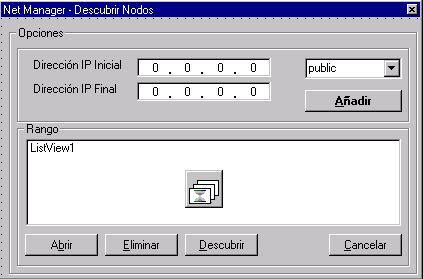 Net Manager - Descubrir Nodos
Opciones
Dirección IP Inicial 0 . 0 . 0 . 0 public
Dirección IP Final 0 . 0 . 0 . 0
Añadir
Rango
ListView1
Abrir Eliminar Descubrir Cancelar